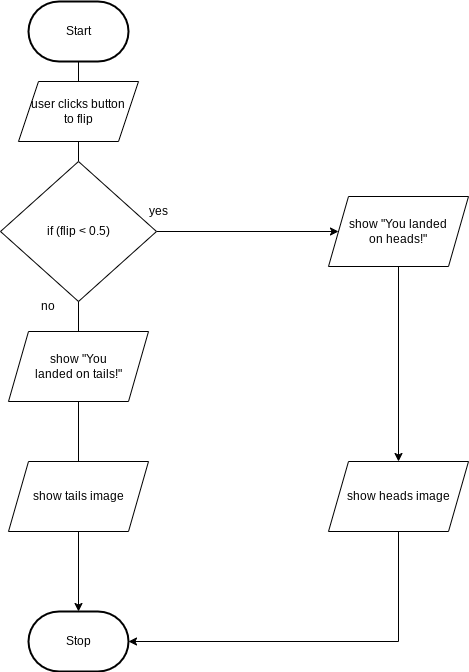 Start
user clicks button
to flip
yes
if (flip < 0.5)
show "You landed
on heads!"
no
show "You
landed on tails!"
show tails image
show heads image
Stop